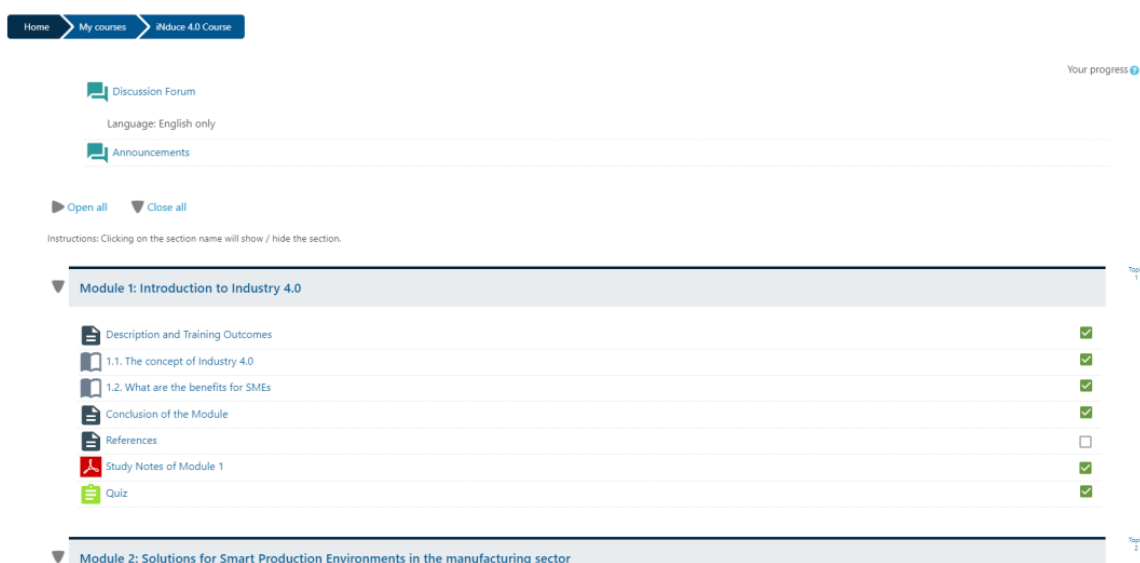 Home My courses iNduce 4.0 Course
Your progress
Discussion Forum
Language: English only
Announcements
Open all Close all
Instructions: Clicking on the section name will show / hide the section.
Top
1
Module 1: Introduction to Industry 4.0
Description and Training Outcomes
1.1. The concept of Industry 4.0
1.2. What are the benefits for SMEs
Conclusion of the Module
References
Study Notes of Module 1
Quiz
Top
2
Module 2: Solutions for Smart Production Environments in the manufacturing sector